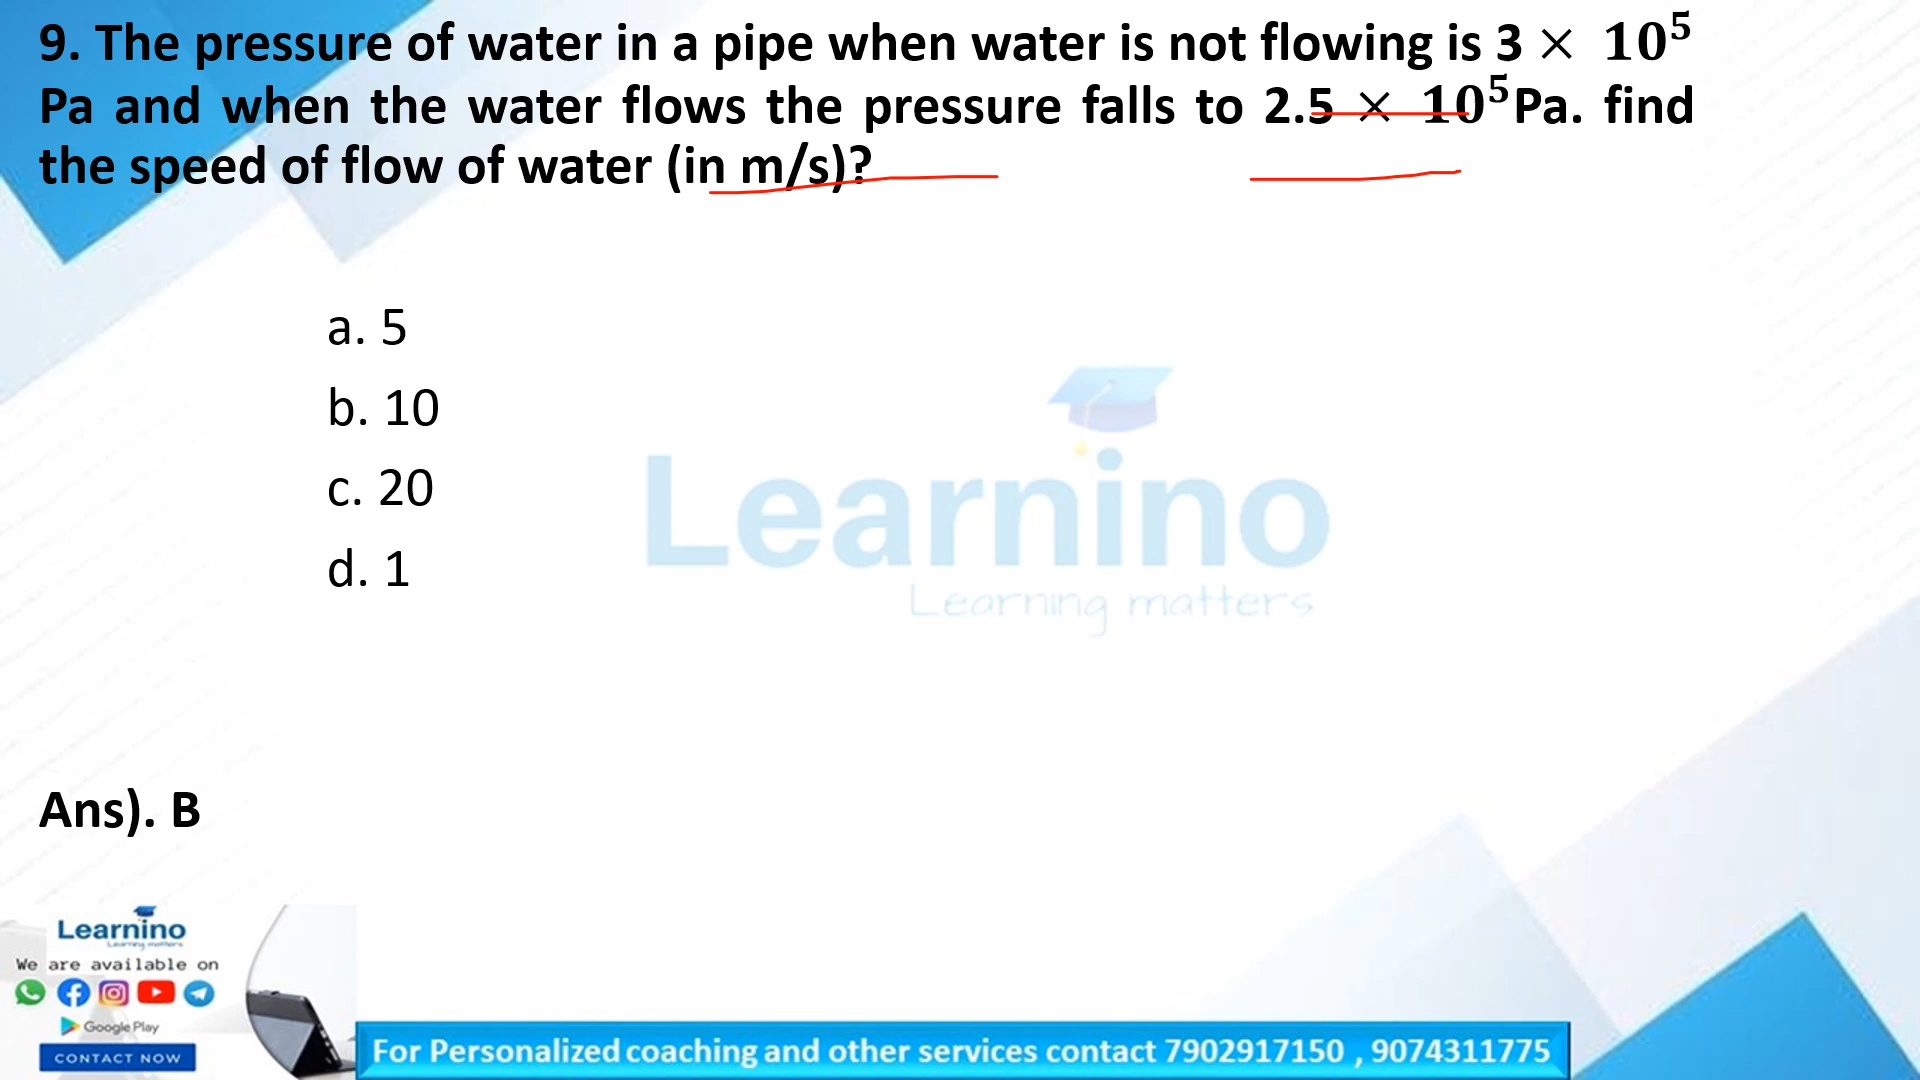 9. The pressure of water in a pipe when water is not flowing is 3 × 10⁵
Pa and when the water flows the pressure falls to 2.5 × 10⁵Pa. find
the speed of flow of water (in m/s)?
a. 5
b. 10
c. 20
d. 1
Learnino
Learning matters
Ans). B
Learnino
Learning matters
We are available on
Google Play
CONTACT NOW
For Personalized coaching and other services contact 7902917150 , 9074311775